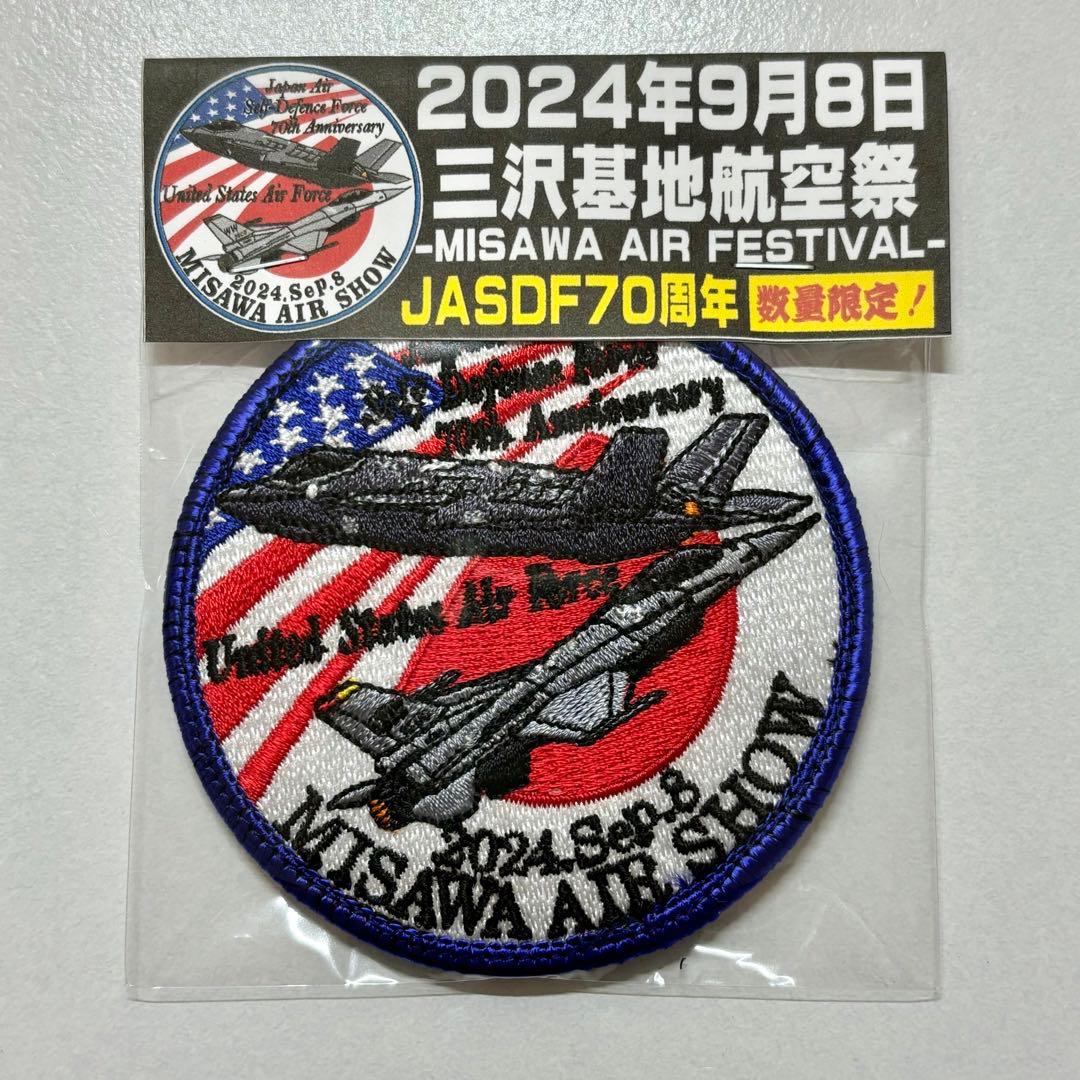 Japan Air
Self-Defence Force
70th Anniversary
United States Air Force
WW
2024.Sep.8
MISAWA AIR SHOW
2024年9月8日
三沢基地航空祭
-MISAWA AIR FESTIVAL-
JASDF70周年
数量限定!
Self Defense Force
70th Anniversary
United States Air Force
2024.Sep.8
MISAWA AIR SHOW